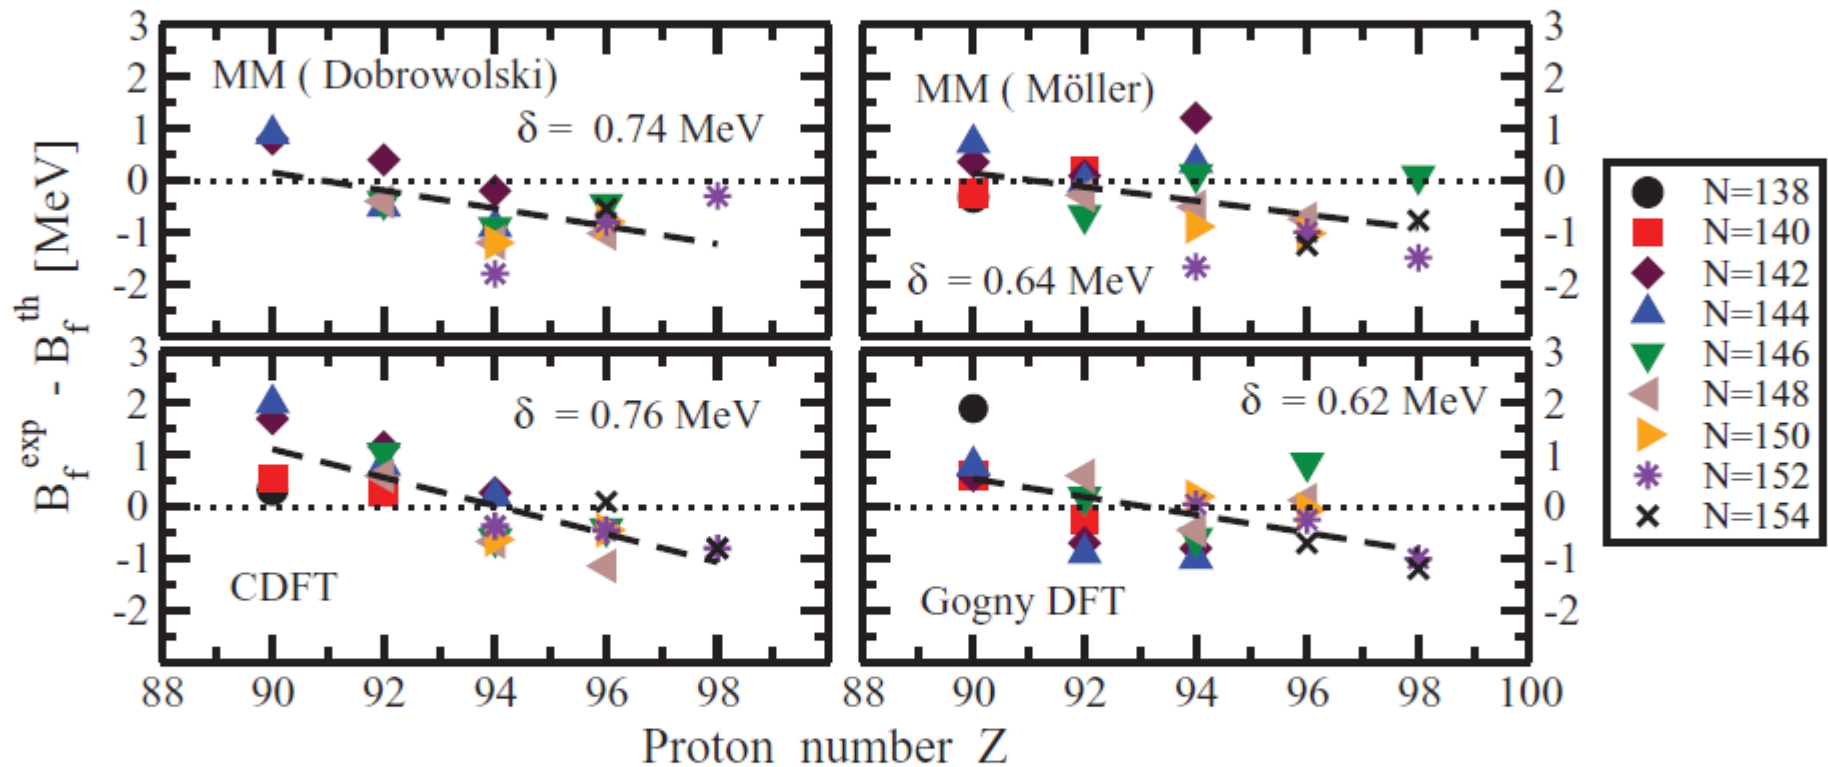 3
2
1
0
-1
-2
MM ( Dobrowolski)
δ = 0.74 MeV
MM ( Möller)
δ = 0.64 MeV
3
2
1
0
-1
-2
3
2
1
0
-1
-2
δ = 0.76 MeV
CDFT
δ = 0.62 MeV
Gogny DFT
3
2
1
0
-1
-2
B_f^exp - B_f^th [MeV]
88 90 92 94 96 98 88 90 92 94 96 98 100
Proton number Z
N=138
N=140
N=142
N=144
N=146
N=148
N=150
N=152
N=154